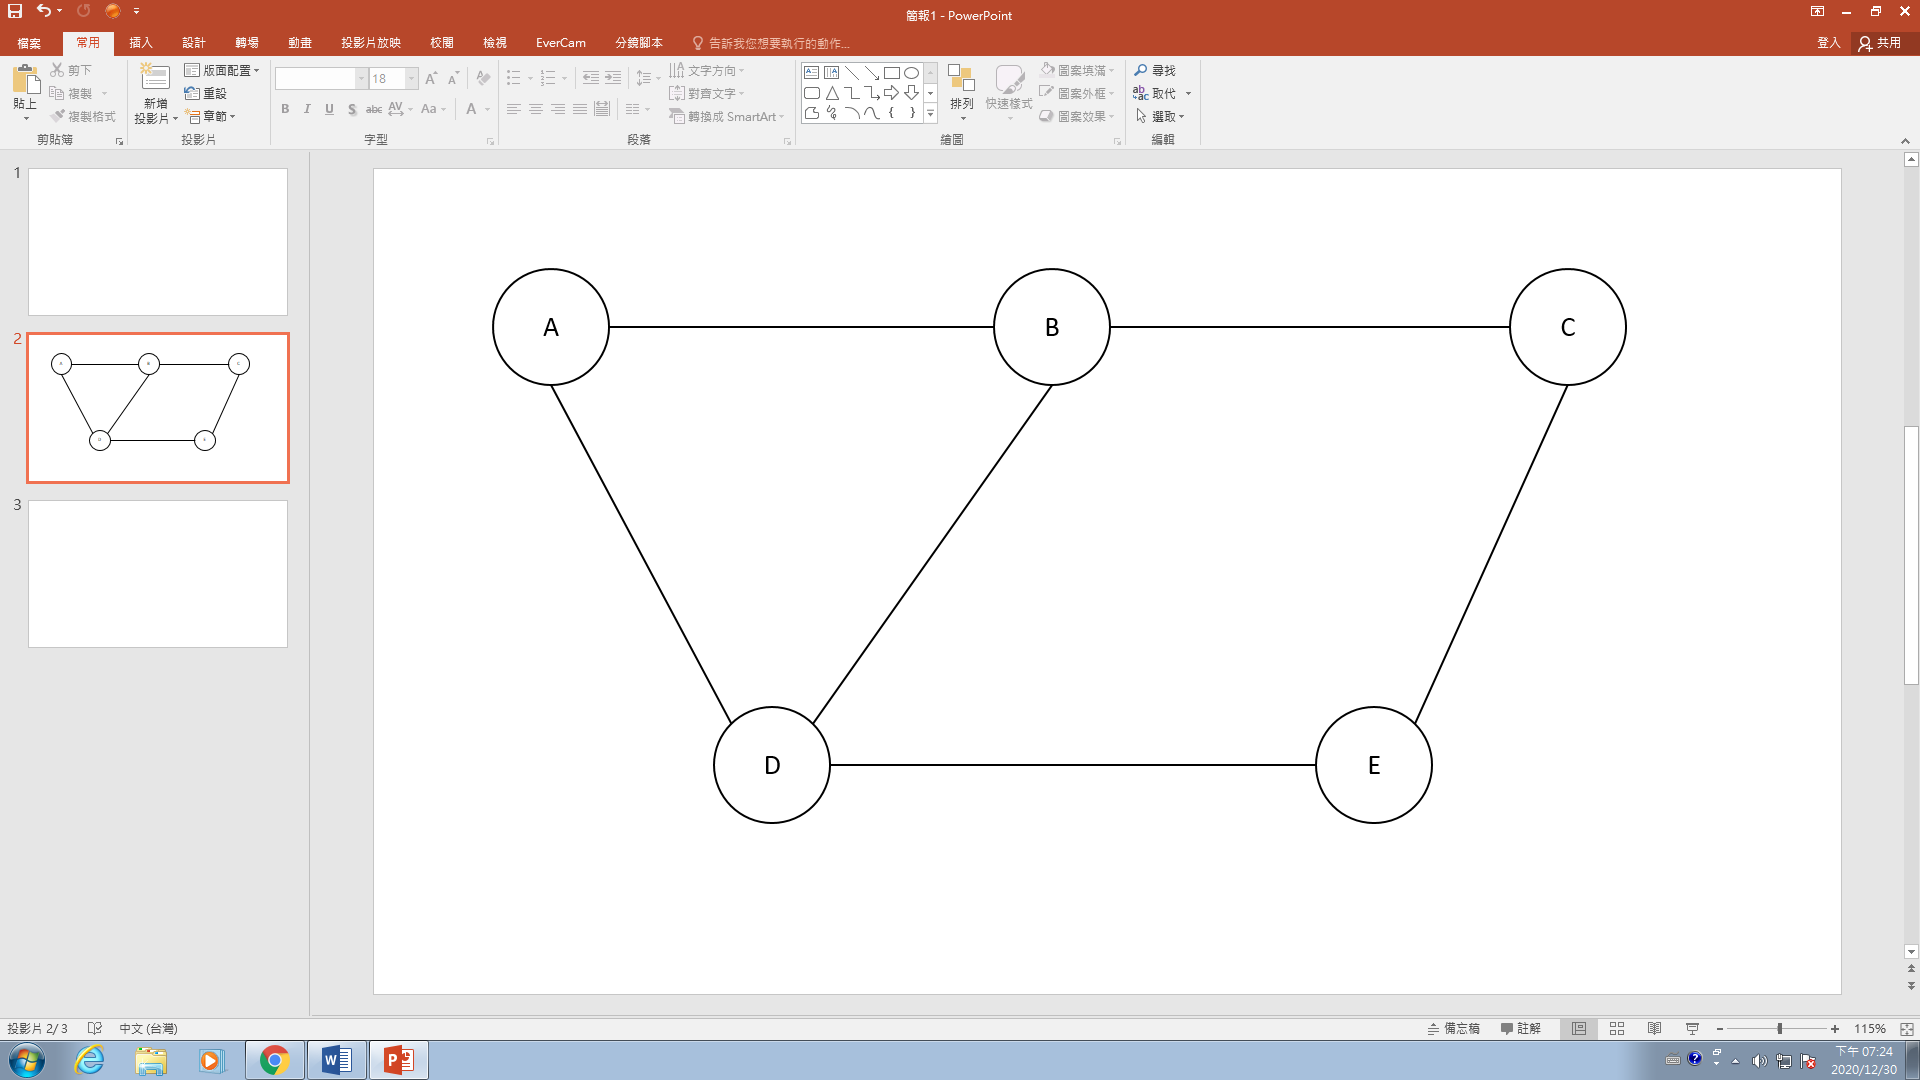 簡報1 - PowerPoint
檔案 常用 插入 設計 轉場 動畫 投影片放映 校閱 檢視 EverCam 分鏡腳本 告訴我您想要執行的動作... 登入 共用
貼上
剪下
複製
複製格式
剪貼簿
新增
投影片
版面配置
重設
章節
投影片
18
B I U S abc AV Aa A
字型
文字方向
對齊文字
轉換成 SmartArt
段落
排列
快速樣式
圖案填滿
圖案外框
圖案效果
繪圖
尋找
取代
選取
編輯
1
2
3
A B C
D E
投影片 2/3 中文 (台灣) 備忘稿 註解 115%
下午 07:24
2020/12/30